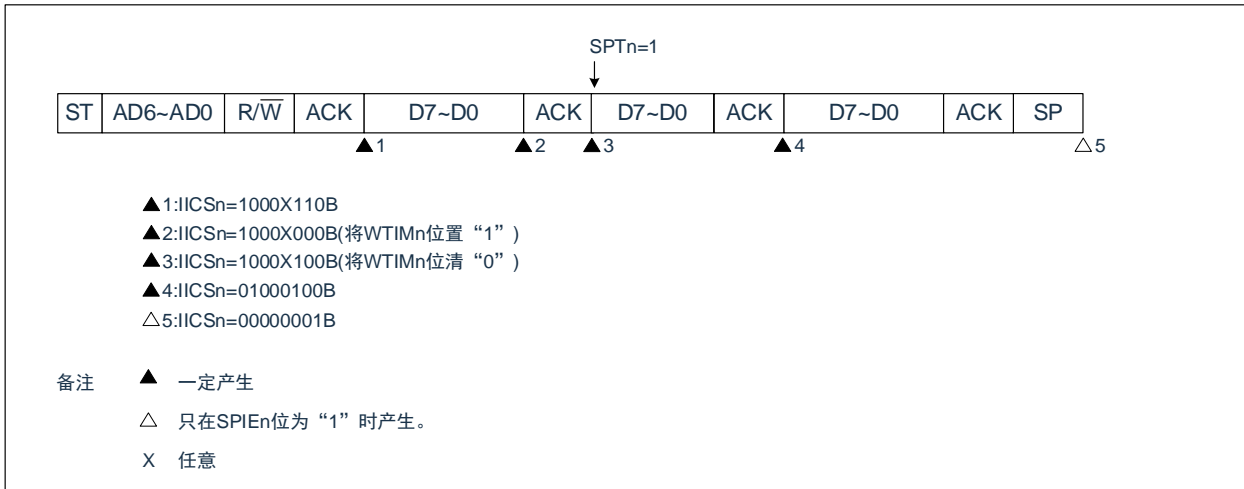 SPTn=1
ST AD6~AD0 R/W̅ ACK D7~D0 ACK D7~D0 ACK D7~D0 ACK SP
▲1 ▲2 ▲3 ▲4 △5
▲1:IICSn=1000X110B
▲2:IICSn=1000X000B(将WTIMn位置“1”)
▲3:IICSn=1000X100B(将WTIMn位清“0”)
▲4:IICSn=01000100B
△5:IICSn=00000001B
备注 ▲ 一定产生
△ 只在SPIEn位为“1”时产生。
X 任意